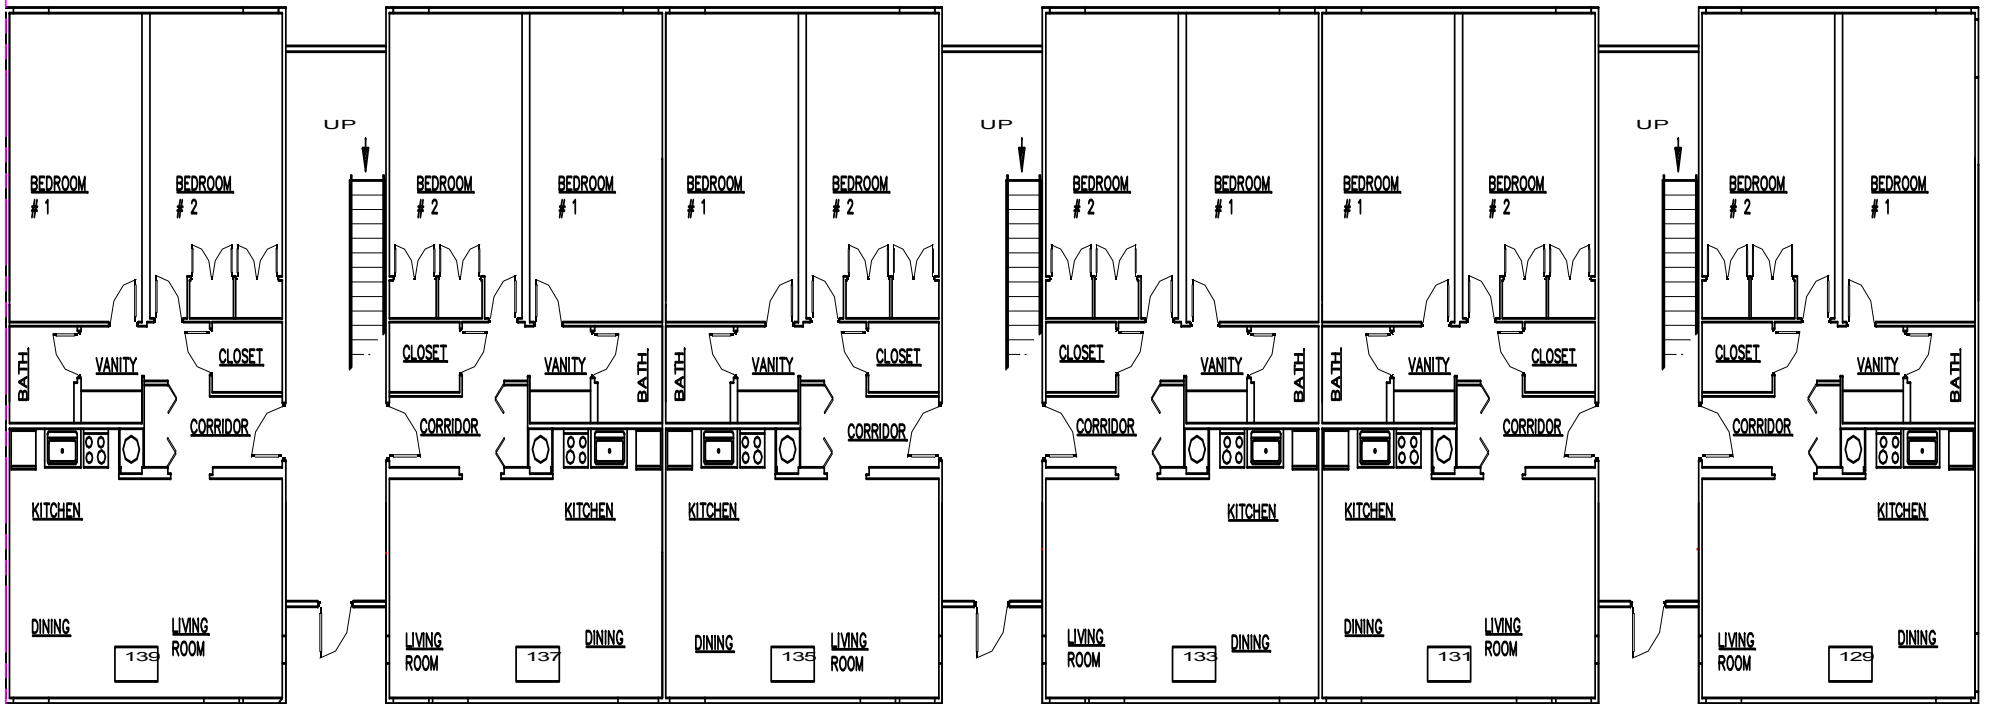 UP
UP
UP
BEDROOM
# 1
BEDROOM
# 2
BEDROOM
# 2
BEDROOM
# 1
BEDROOM
# 1
BEDROOM
# 2
BEDROOM
# 2
BEDROOM
# 1
BEDROOM
# 1
BEDROOM
# 2
BEDROOM
# 2
BEDROOM
# 1
BATH
VANITY
CLOSET
CLOSET
VANITY
BATH
BATH
VANITY
CLOSET
CLOSET
VANITY
BATH
BATH
VANITY
CLOSET
CLOSET
VANITY
BATH
CORRIDOR
CORRIDOR
CORRIDOR
CORRIDOR
CORRIDOR
CORRIDOR
KITCHEN
KITCHEN
KITCHEN
KITCHEN
KITCHEN
KITCHEN
DINING
LIVING
ROOM
LIVING
ROOM
DINING
DINING
LIVING
ROOM
LIVING
ROOM
DINING
DINING
LIVING
ROOM
LIVING
ROOM
DINING
139
137
135
133
131
129